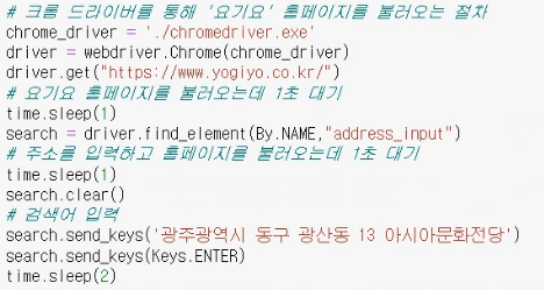 # 크롬 드라이버를 통해 '요기요' 홈페이지를 불러오는 절차
chrome_driver = './chromedriver.exe'
driver = webdriver.Chrome(chrome_driver)
driver.get("https://www.yogiyo.co.kr/")
# 요기요 홈페이지를 불러오는데 1초 대기
time.sleep(1)
search = driver.find_element(By.NAME,"address_input")
# 주소를 입력하고 홈페이지를 불러오는데 1초 대기
time.sleep(1)
search.clear()
# 검색어 입력
search.send_keys('광주광역시 동구 광산동 13 아시아문화전당')
search.send_keys(Keys.ENTER)
time.sleep(2)